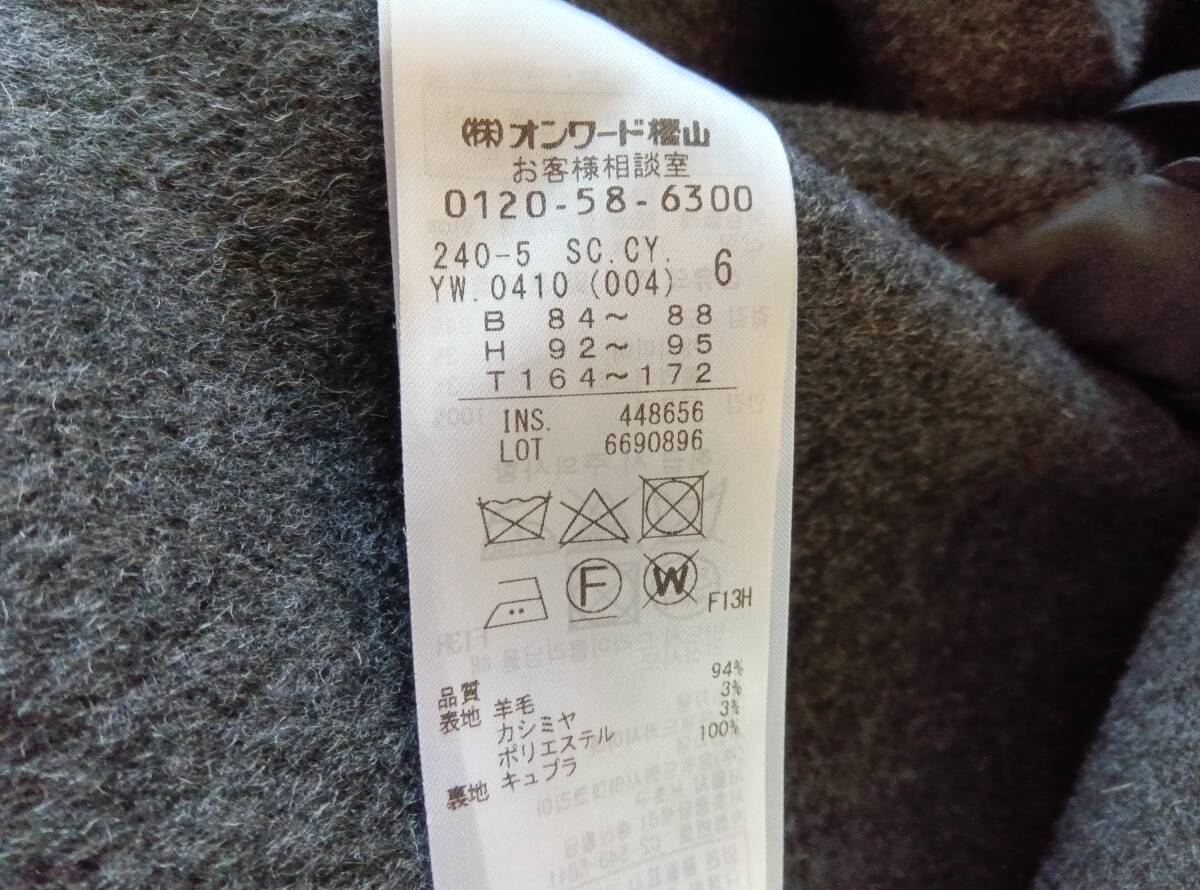 ㈱オンワード樫山
お客様相談室
0120-58-6300
240-5 SC.CY. 6
YW.0410 (004)
B 84～ 88
H 92～ 95
T164～172
INS. 448656
LOT 6690896
F W F13H
品質
表地 羊毛 94%
カシミヤ 3%
ポリエステル 3%
裏地 キュプラ 100%